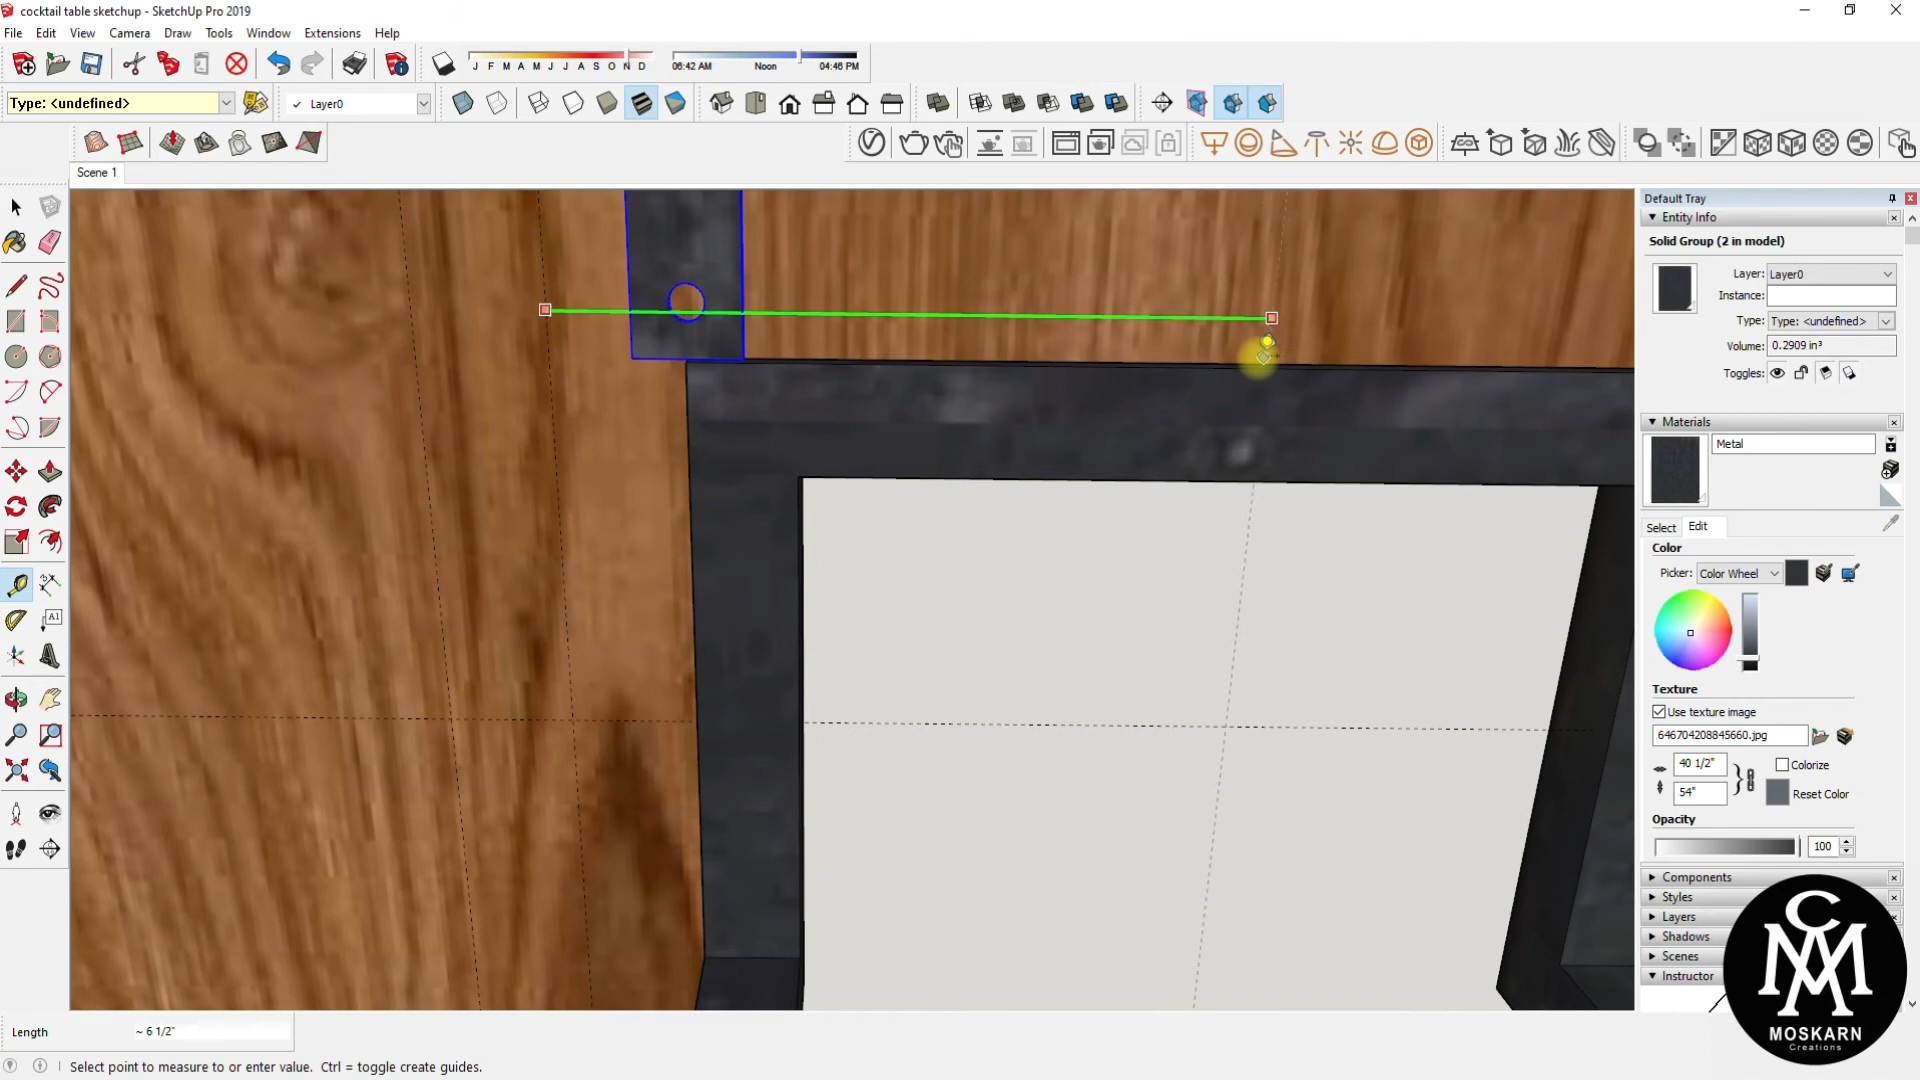 cocktail table sketchup - SketchUp Pro 2019
File Edit View Camera Draw Tools Window Extensions Help
J F M A M J J A S O N D
06:42 AM Noon 04:46 PM
Type: <undefined>
Layer0
Scene 1
Default Tray
Entity Info
Solid Group (2 in model)
Layer: Layer0
Instance:
Type: Type: <undefined>
Volume: 0.2909 in³
Toggles:
Materials
Metal
Select Edit
Color
Picker: Color Wheel
Texture
Use texture image
646704208845660.jpg
40 1/2"
Colorize
54"
Reset Color
Opacity
100
Components
Styles
Layers
Shadows
Scenes
Instructor
CMA
MOSKARN
Creations
A1
Length ~ 6 1/2"
Select point to measure to or enter value. Ctrl = toggle create guides.